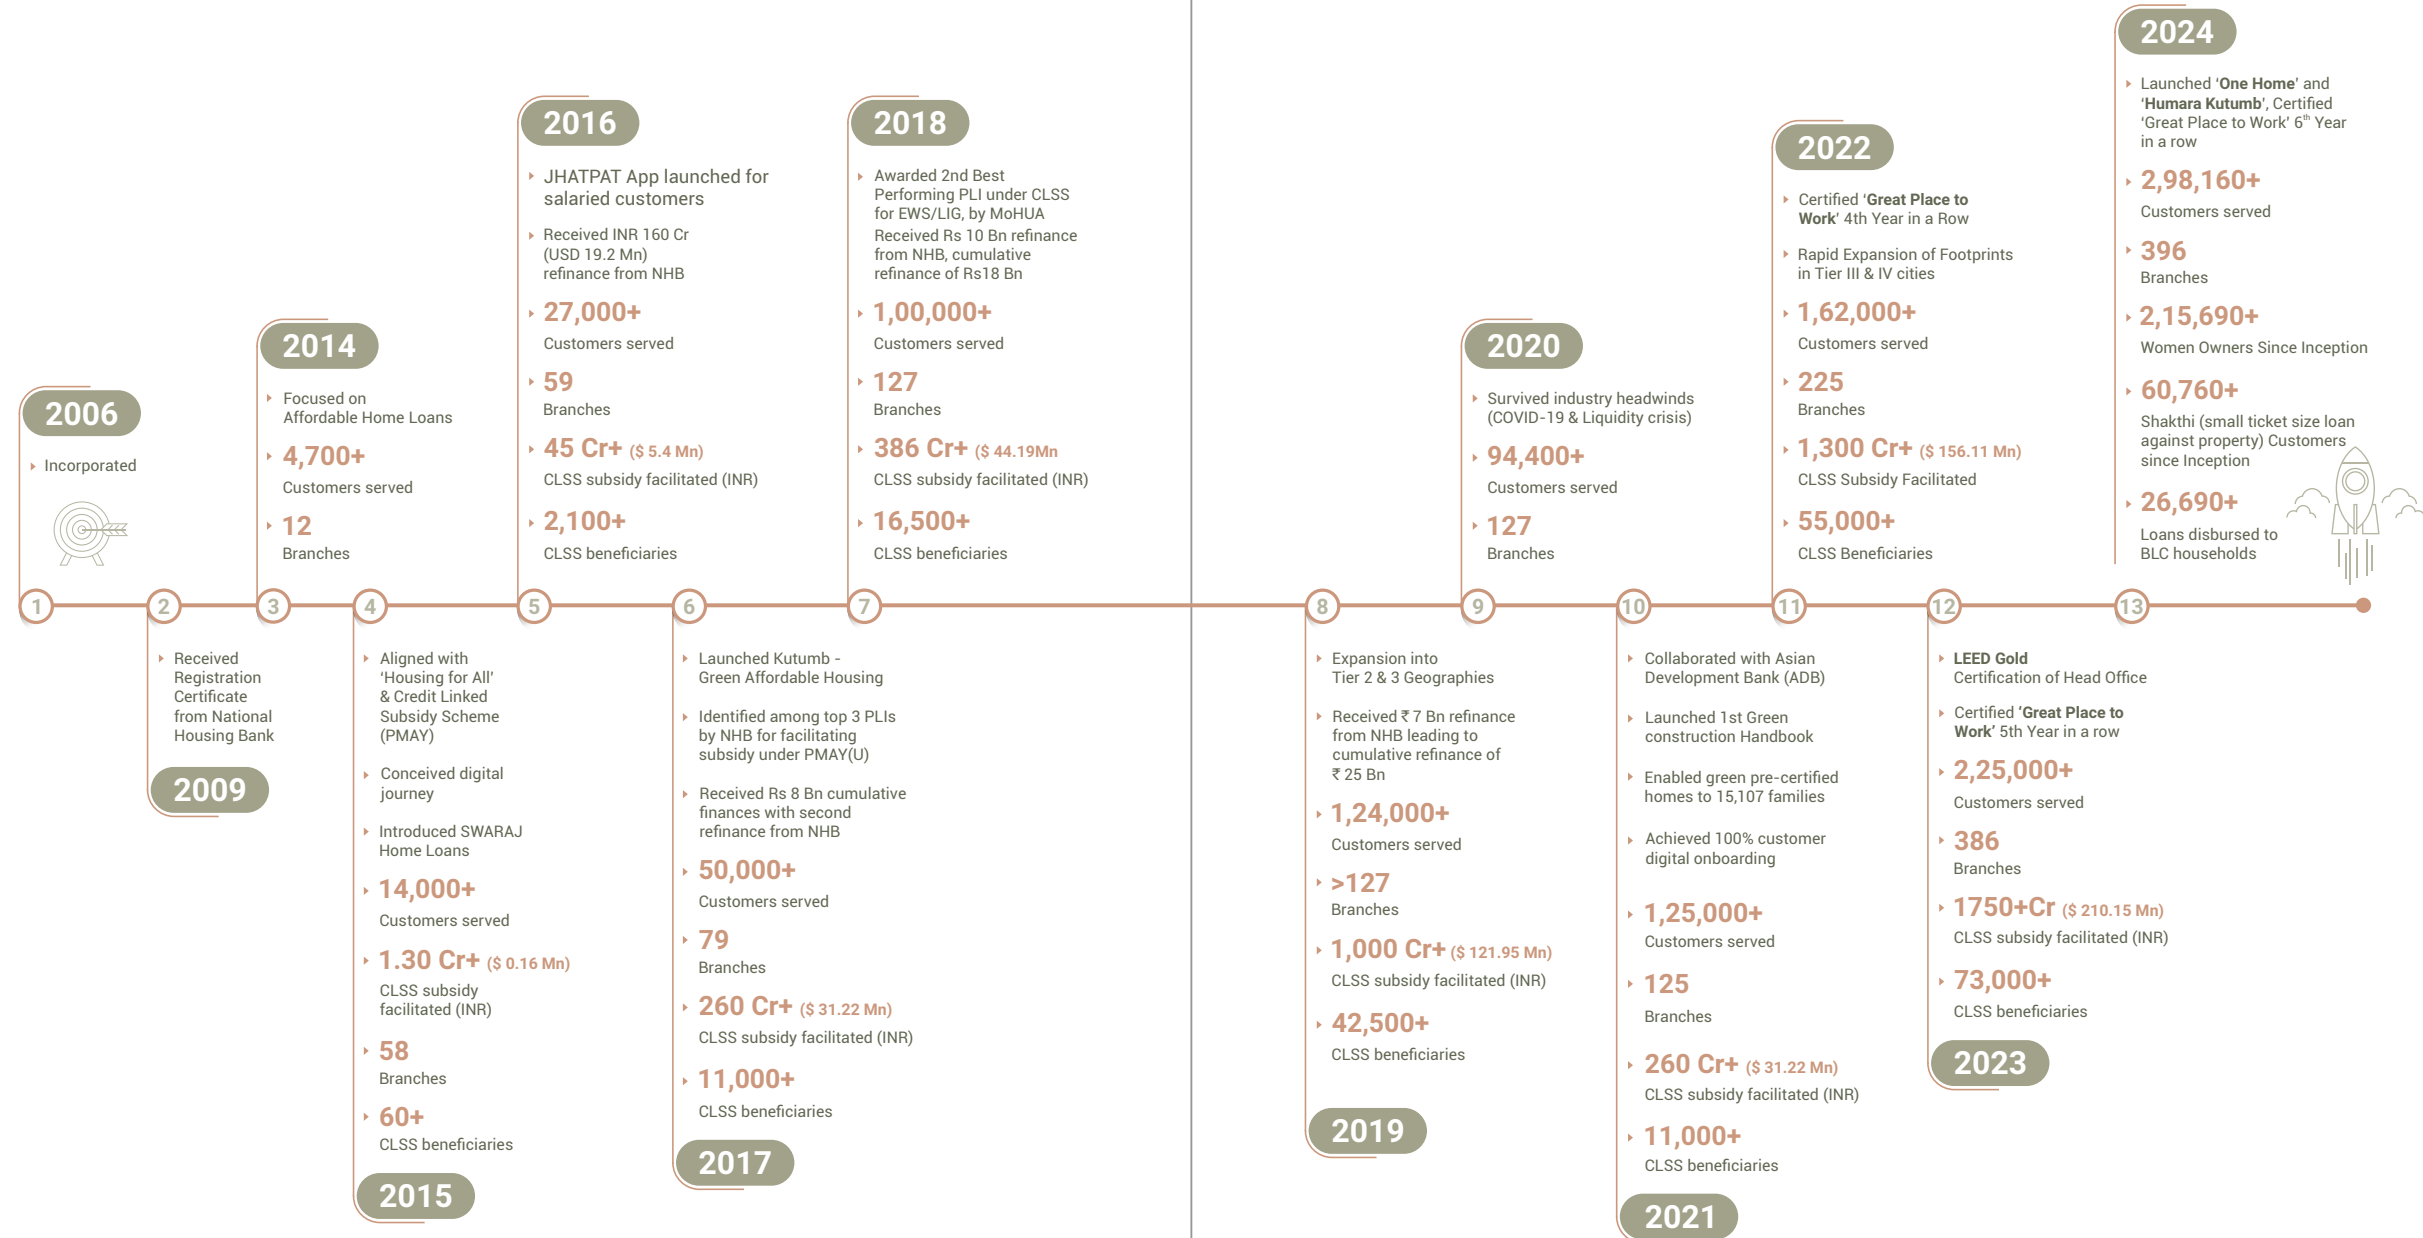 2006
Incorporated
1
2
Received
Registration
Certificate
from National
Housing Bank
2009
2014
Focused on
Affordable Home Loans
4,700+
Customers served
12
Branches
3
4
Aligned with
'Housing for All'
& Credit Linked
Subsidy Scheme
(PMAY)
Conceived digital
journey
Introduced SWARAJ
Home Loans
14,000+
Customers served
1.30 Cr+ ($ 0.16 Mn)
CLSS subsidy
facilitated (INR)
58
Branches
60+
CLSS beneficiaries
2015
2016
JHATPAT App launched for
salaried customers
Received INR 160 Cr
(USD 19.2 Mn)
refinance from NHB
27,000+
Customers served
59
Branches
45 Cr+ ($ 5.4 Mn)
CLSS subsidy facilitated (INR)
2,100+
CLSS beneficiaries
5
6
Launched Kutumb -
Green Affordable Housing
Identified among top 3 PLIs
by NHB for facilitating
subsidy under PMAY(U)
Received Rs 8 Bn cumulative
finances with second
refinance from NHB
50,000+
Customers served
79
Branches
260 Cr+ ($ 31.22 Mn)
CLSS subsidy facilitated (INR)
11,000+
CLSS beneficiaries
2017
2018
Awarded 2nd Best
Performing PLI under CLSS
for EWS/LIG, by MoHUA
Received Rs 10 Bn refinance
from NHB, cumulative
refinance of Rs18 Bn
1,00,000+
Customers served
127
Branches
386 Cr+ ($ 44.19Mn
CLSS subsidy facilitated (INR)
16,500+
CLSS beneficiaries
7
8
Expansion into
Tier 2 & 3 Geographies
Received ₹ 7 Bn refinance
from NHB leading to
cumulative refinance of
₹ 25 Bn
1,24,000+
Customers served
>127
Branches
1,000 Cr+ ($ 121.95 Mn)
CLSS subsidy facilitated (INR)
42,500+
CLSS beneficiaries
2019
2020
Survived industry headwinds
(COVID-19 & Liquidity crisis)
94,400+
Customers served
127
Branches
9
10
Collaborated with Asian
Development Bank (ADB)
Launched 1st Green
construction Handbook
Enabled green pre-certified
homes to 15,107 families
Achieved 100% customer
digital onboarding
1,25,000+
Customers served
125
Branches
260 Cr+ ($ 31.22 Mn)
CLSS subsidy facilitated (INR)
11,000+
CLSS beneficiaries
2021
2022
Certified 'Great Place to
Work' 4th Year in a Row
Rapid Expansion of Footprints
in Tier III & IV cities
1,62,000+
Customers served
225
Branches
1,300 Cr+ ($ 156.11 Mn)
CLSS Subsidy Facilitated
55,000+
CLSS Beneficiaries
11
12
LEED Gold
Certification of Head Office
Certified 'Great Place to
Work' 5th Year in a row
2,25,000+
Customers served
386
Branches
1750+Cr ($ 210.15 Mn)
CLSS subsidy facilitated (INR)
73,000+
CLSS beneficiaries
2023
2024
Launched 'One Home' and
'Humara Kutumb', Certified
'Great Place to Work' 6th Year
in a row
2,98,160+
Customers served
396
Branches
2,15,690+
Women Owners Since Inception
60,760+
Shakthi (small ticket size loan
against property) Customers
since Inception
26,690+
Loans disbursed to
BLC households
13